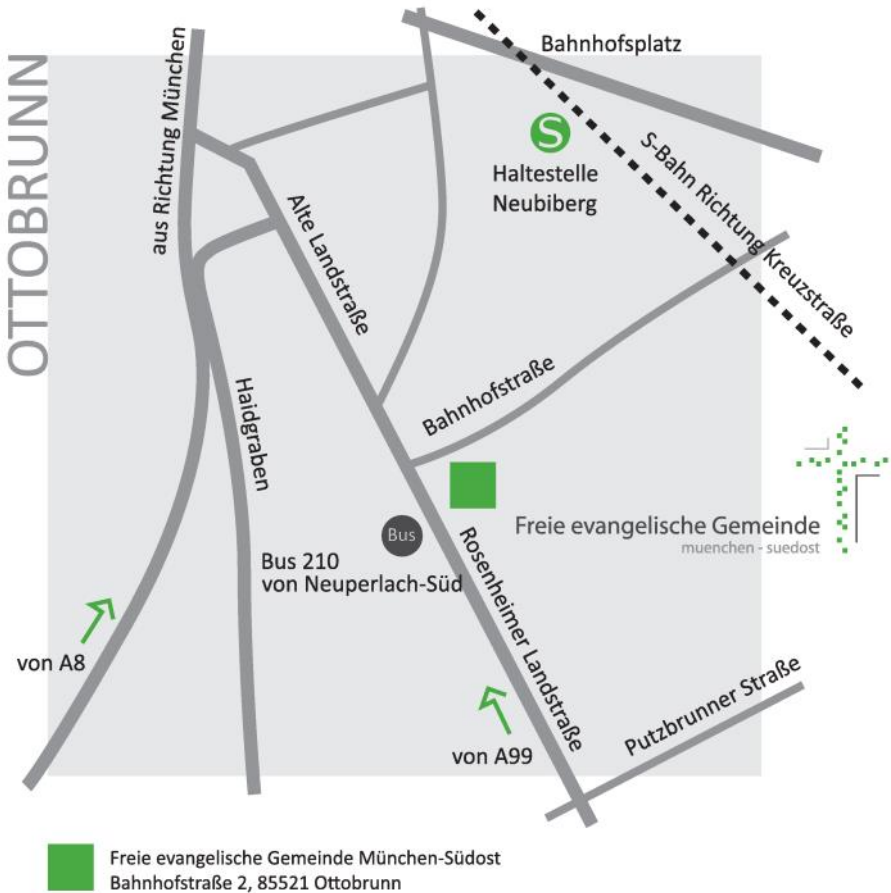 OTTOBRUNN
aus Richtung München
Bahnhofsplatz
S
Haltestelle
Neubiberg
S-Bahn Richtung Kreuzstraße
Alte Landstraße
Bahnhofstraße
Haidgraben
Bus
Bus 210
von Neuperlach-Süd
Freie evangelische Gemeinde
muenchen - suedost
Rosenheimer Landstraße
von A8
von A99
Putzbrunner Straße
Freie evangelische Gemeinde München-Südost
Bahnhofstraße 2, 85521 Ottobrunn